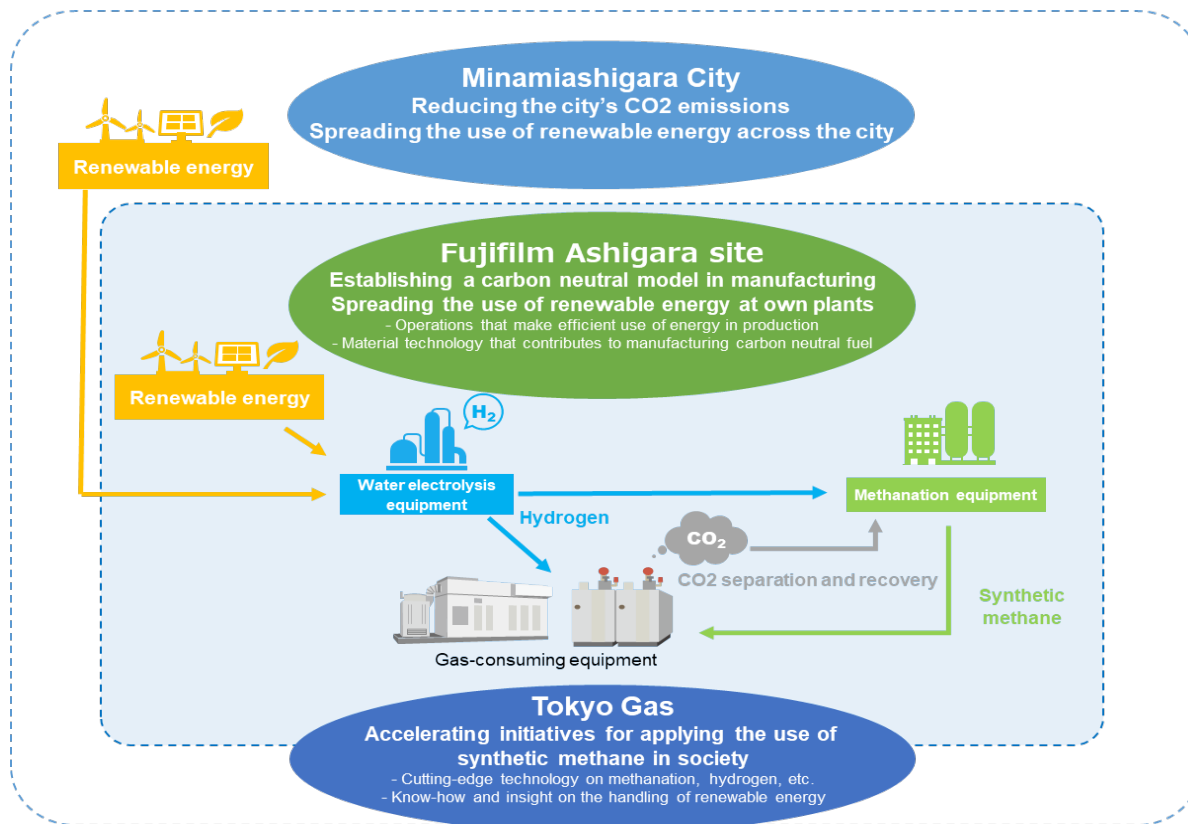 Minamiashigara City
Reducing the city's CO2 emissions
Spreading the use of renewable energy across the city
Renewable energy
Fujifilm Ashigara site
Establishing a carbon neutral model in manufacturing
Spreading the use of renewable energy at own plants
- Operations that make efficient use of energy in production
- Material technology that contributes to manufacturing carbon neutral fuel
Renewable energy
H₂
Water electrolysis
equipment
Methanation equipment
Hydrogen
CO₂
CO2 separation and recovery
Synthetic
methane
Gas-consuming equipment
Tokyo Gas
Accelerating initiatives for applying the use of
synthetic methane in society
- Cutting-edge technology on methanation, hydrogen, etc.
- Know-how and insight on the handling of renewable energy